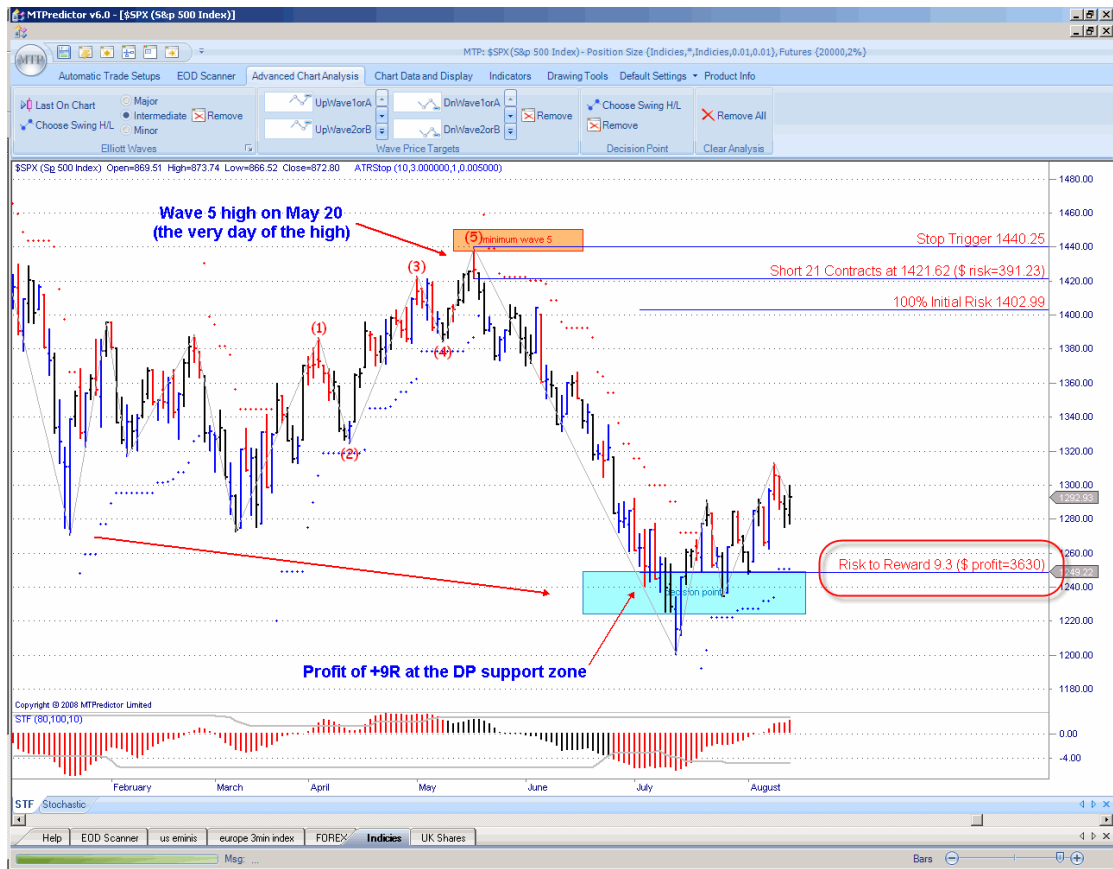 MTPredictor v6.0 - [$SPX (S&p 500 Index)]
MTP
MTP: $SPX(S&p 500 Index) - Position Size {Indicies,*,Indicies,0.01,0.01}, Futures {20000,2%}
Automatic Trade Setups EOD Scanner Advanced Chart Analysis Chart Data and Display Indicators Drawing Tools Default Settings Product Info
Last On Chart
Choose Swing H/L
Major
Intermediate
Minor
Remove
Elliott Waves
UpWave1orA
UpWave2orB
DnWave1orA
DnWave2orB
Remove
Wave Price Targets
Choose Swing H/L
Remove
Decision Point
Remove All
Clear Analysis
$SPX (Sp 500 Index) Open=869.51 High=873.74 Low=866.52 Close=872.80 ATRStop (10,3.000000,1,0.005000)
Wave 5 high on May 20
(the very day of the high)
(5) minimum wave 5
Stop Trigger 1440.25
Short 21 Contracts at 1421.62 ($ risk=391.23)
100% Initial Risk 1402.99
(1)
(2)
(3)
(4)
Risk to Reward 9.3 ($ profit=3630)
Decision point
Profit of +9R at the DP support zone
1480.00
1460.00
1440.00
1420.00
1400.00
1380.00
1360.00
1340.00
1320.00
1300.00
1292.93
1280.00
1260.00
1249.22
1240.00
1220.00
1200.00
1180.00
Copyright @ 2008 MTPredictor Limited
STF (80,100,10)
0.00
-4.00
February March April May June July August
STF Stochastic
Help EOD Scanner us eminis europe 3min index FOREX Indicies UK Shares
Msg: ...
Bars